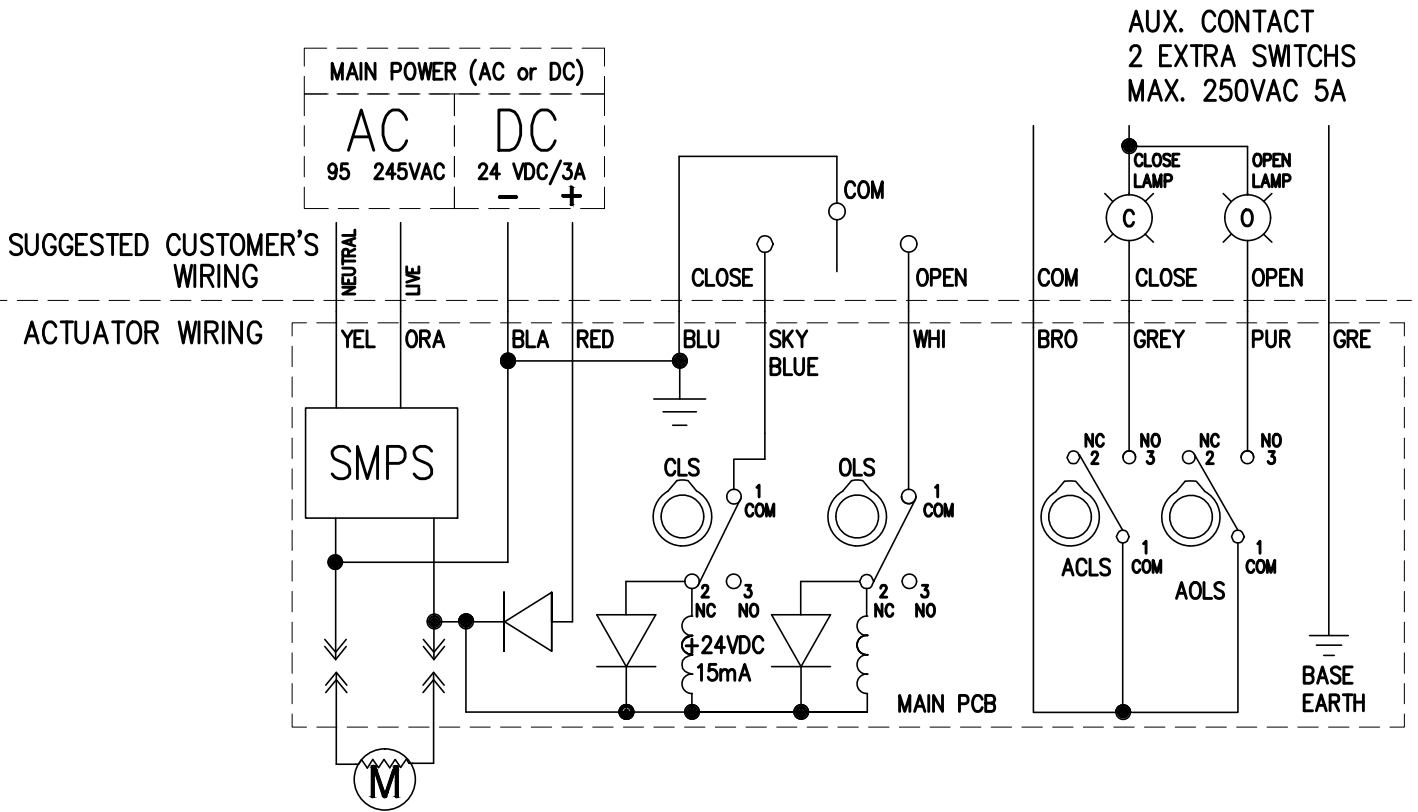 AUX. CONTACT
2 EXTRA SWITCHS
MAX. 250VAC 5A
MAIN POWER (AC or DC)
AC
DC
95 245VAC
24 VDC/3A
− +
COM
CLOSE LAMP
OPEN LAMP
C
O
SUGGESTED CUSTOMER'S
WIRING
NEUTRAL
LIVE
CLOSE
OPEN
COM
CLOSE
OPEN
ACTUATOR WIRING
YEL
ORA
BLA
RED
BLU
SKY
BLUE
WHI
BRO
GREY
PUR
GRE
SMPS
CLS
1
COM
OLS
1
COM
NC
2
NO
3
NC
2
NO
3
ACLS
1
COM
AOLS
1
COM
2
NC
3
NO
2
NC
3
NO
+24VDC
15mA
MAIN PCB
BASE
EARTH
M